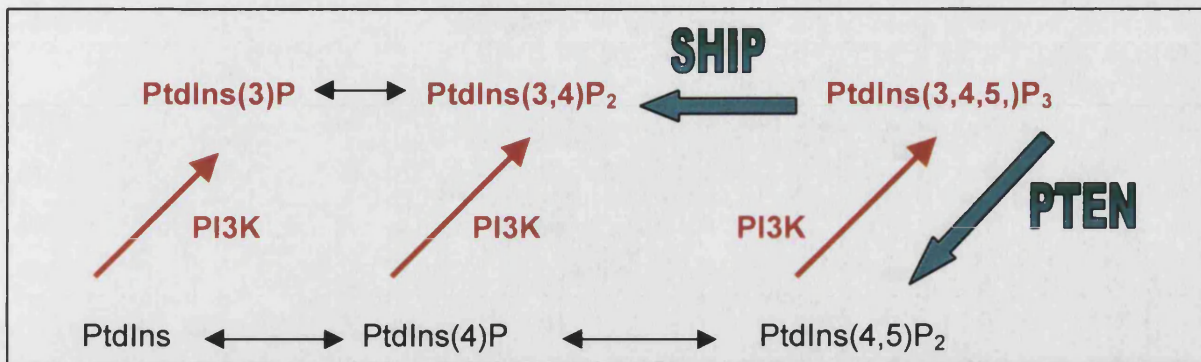 SHIP
PtdIns(3)P PtdIns(3,4)P₂ PtdIns(3,4,5,)P₃
PI3K PI3K PI3K PTEN
PtdIns PtdIns(4)P PtdIns(4,5)P₂